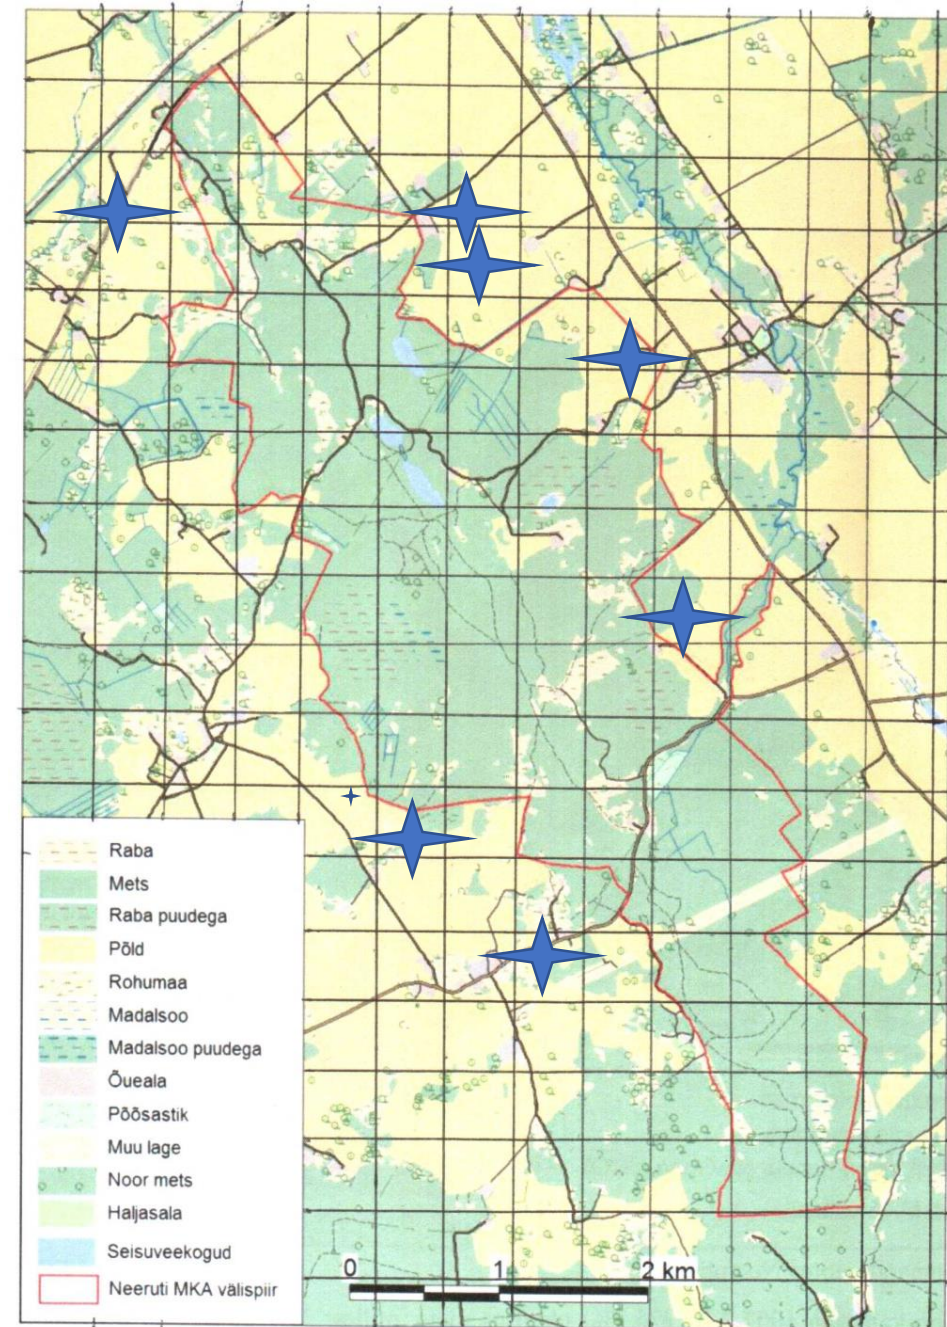 Raba
Mets
Raba puudega
Põld
Rohumaa
Madalsoo
Madalsoo puudega
Õueala
Põõsastik
Muu lage
Noor mets
Haljasala
Seisuveekogud
Neeruti MKA välispiir
0 1 2 km